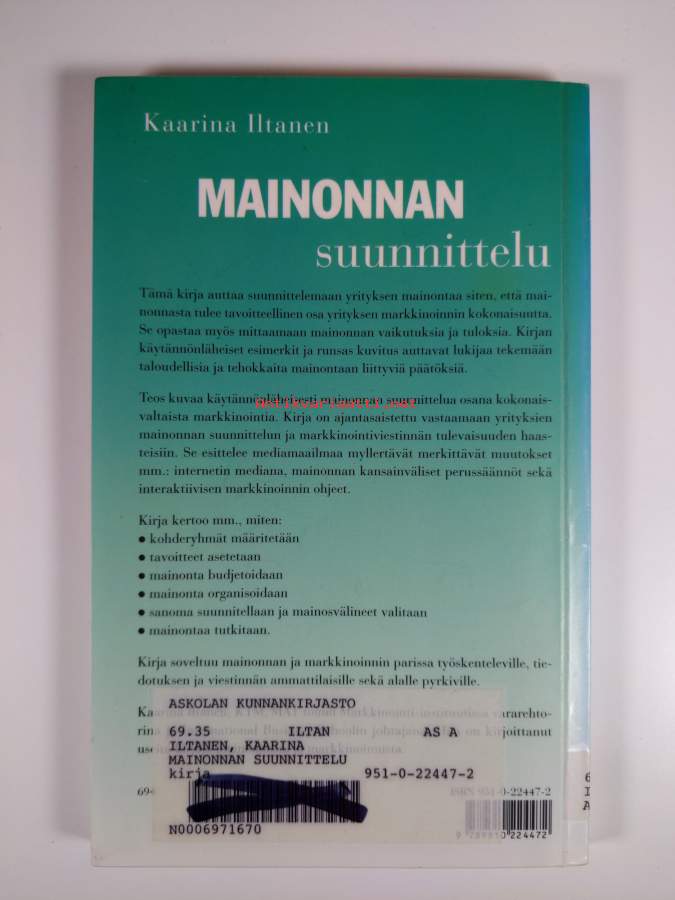 Kaarina Iltanen
MAINONNAN
suunnittelu
Tämä kirja auttaa suunnittelemaan yrityksen mainontaa siten, että mai-
nonnasta tulee tavoitteellinen osa yrityksen markkinoinnin kokonaisuutta.
Se opastaa myös mittaamaan mainonnan vaikutuksia ja tuloksia. Kirjan
käytännönläheiset esimerkit ja runsas kuvitus auttavat lukijaa tekemään
taloudellisia ja tehokkaita mainontaan liittyviä päätöksiä.
Teos kuvaa käytännönläheisesti mainonnan suunnittelua osana kokonais-
antikvariaatti.net
valtaista markkinointia. Kirja on ajantasaistettu vastaamaan yrityksien
mainonnan suunnittelun ja markkinointiviestinnän tulevaisuuden haas-
teisiin. Se esittelee mediamaailmaa myllertävät merkittävät muutokset
mm.: internetin mediana, mainonnan kansainväliset perussäännöt sekä
interaktiivisen markkinoinnin ohjeet.
Kirja kertoo mm., miten:
● kohderyhmät määritetään
● tavoitteet asetetaan
● mainonta budjetoidaan
● mainonta organisoidaan
● sanoma suunnitellaan ja mainosvälineet valitaan
● mainontaa tutkitaan.
Kirja soveltuu mainonnan ja markkinoinnin parissa työskenteleville, tie-
dotuksen ja viestinnän ammattilaisille sekä alalle pyrkiville.
ASKOLAN KUNNANKIRJASTO
69.35 ILTAN AS A
ILTANEN, KAARINA
MAINONNAN SUUNNITTELU
kirja 951-0-22447-2
ISBN 951-0-22447-2
N0006971670
9 789510 224472